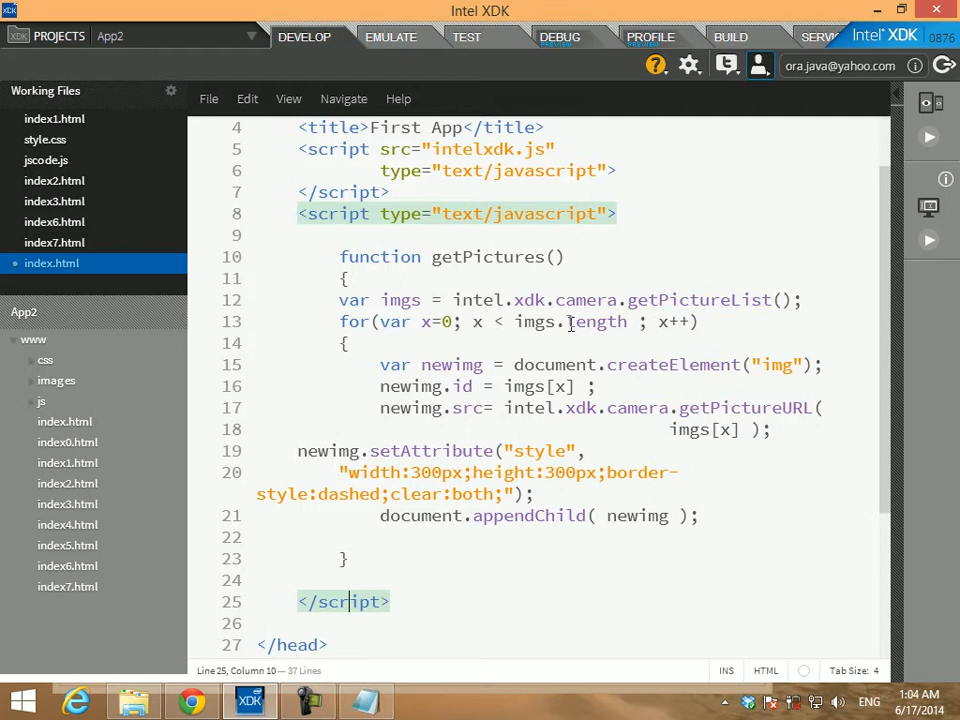 Intel XDK
PROJECTS App2 DEVELOP EMULATE TEST DEBUG PREVIEW PROFILE PREVIEW BUILD Intel XDK 0876
? ora.java@yahoo.com i
Working Files
index1.html
style.css
jscode.js
index2.html
index3.html
index6.html
index7.html
index.html
App2
www
css
images
js
index.html
index0.html
index1.html
index2.html
index3.html
index4.html
index5.html
index6.html
index7.html
File Edit View Navigate Help
4 <title>First App</title>
5 <script src="intelxdk.js"
6 type="text/javascript">
7 </script>
8 <script type="text/javascript">
9
10 function getPictures()
11 {
12 var imgs = intel.xdk.camera.getPictureList();
13 for(var x=0; x < imgs.length ; x++)
14 {
15 var newimg = document.createElement("img");
16 newimg.id = imgs[x] ;
17 newimg.src= intel.xdk.camera.getPictureURL(
18 imgs[x] );
19 newimg.setAttribute("style",
20 "width:300px;height:300px;border-
style:dashed;clear:both;");
21 document.appendChild( newimg );
22
23 }
24
25 </script>
26
27 </head>
Line 25, Column 10 — 37 Lines INS HTML Tab Size: 4
XDK ENG 1:04 AM
6/17/2014